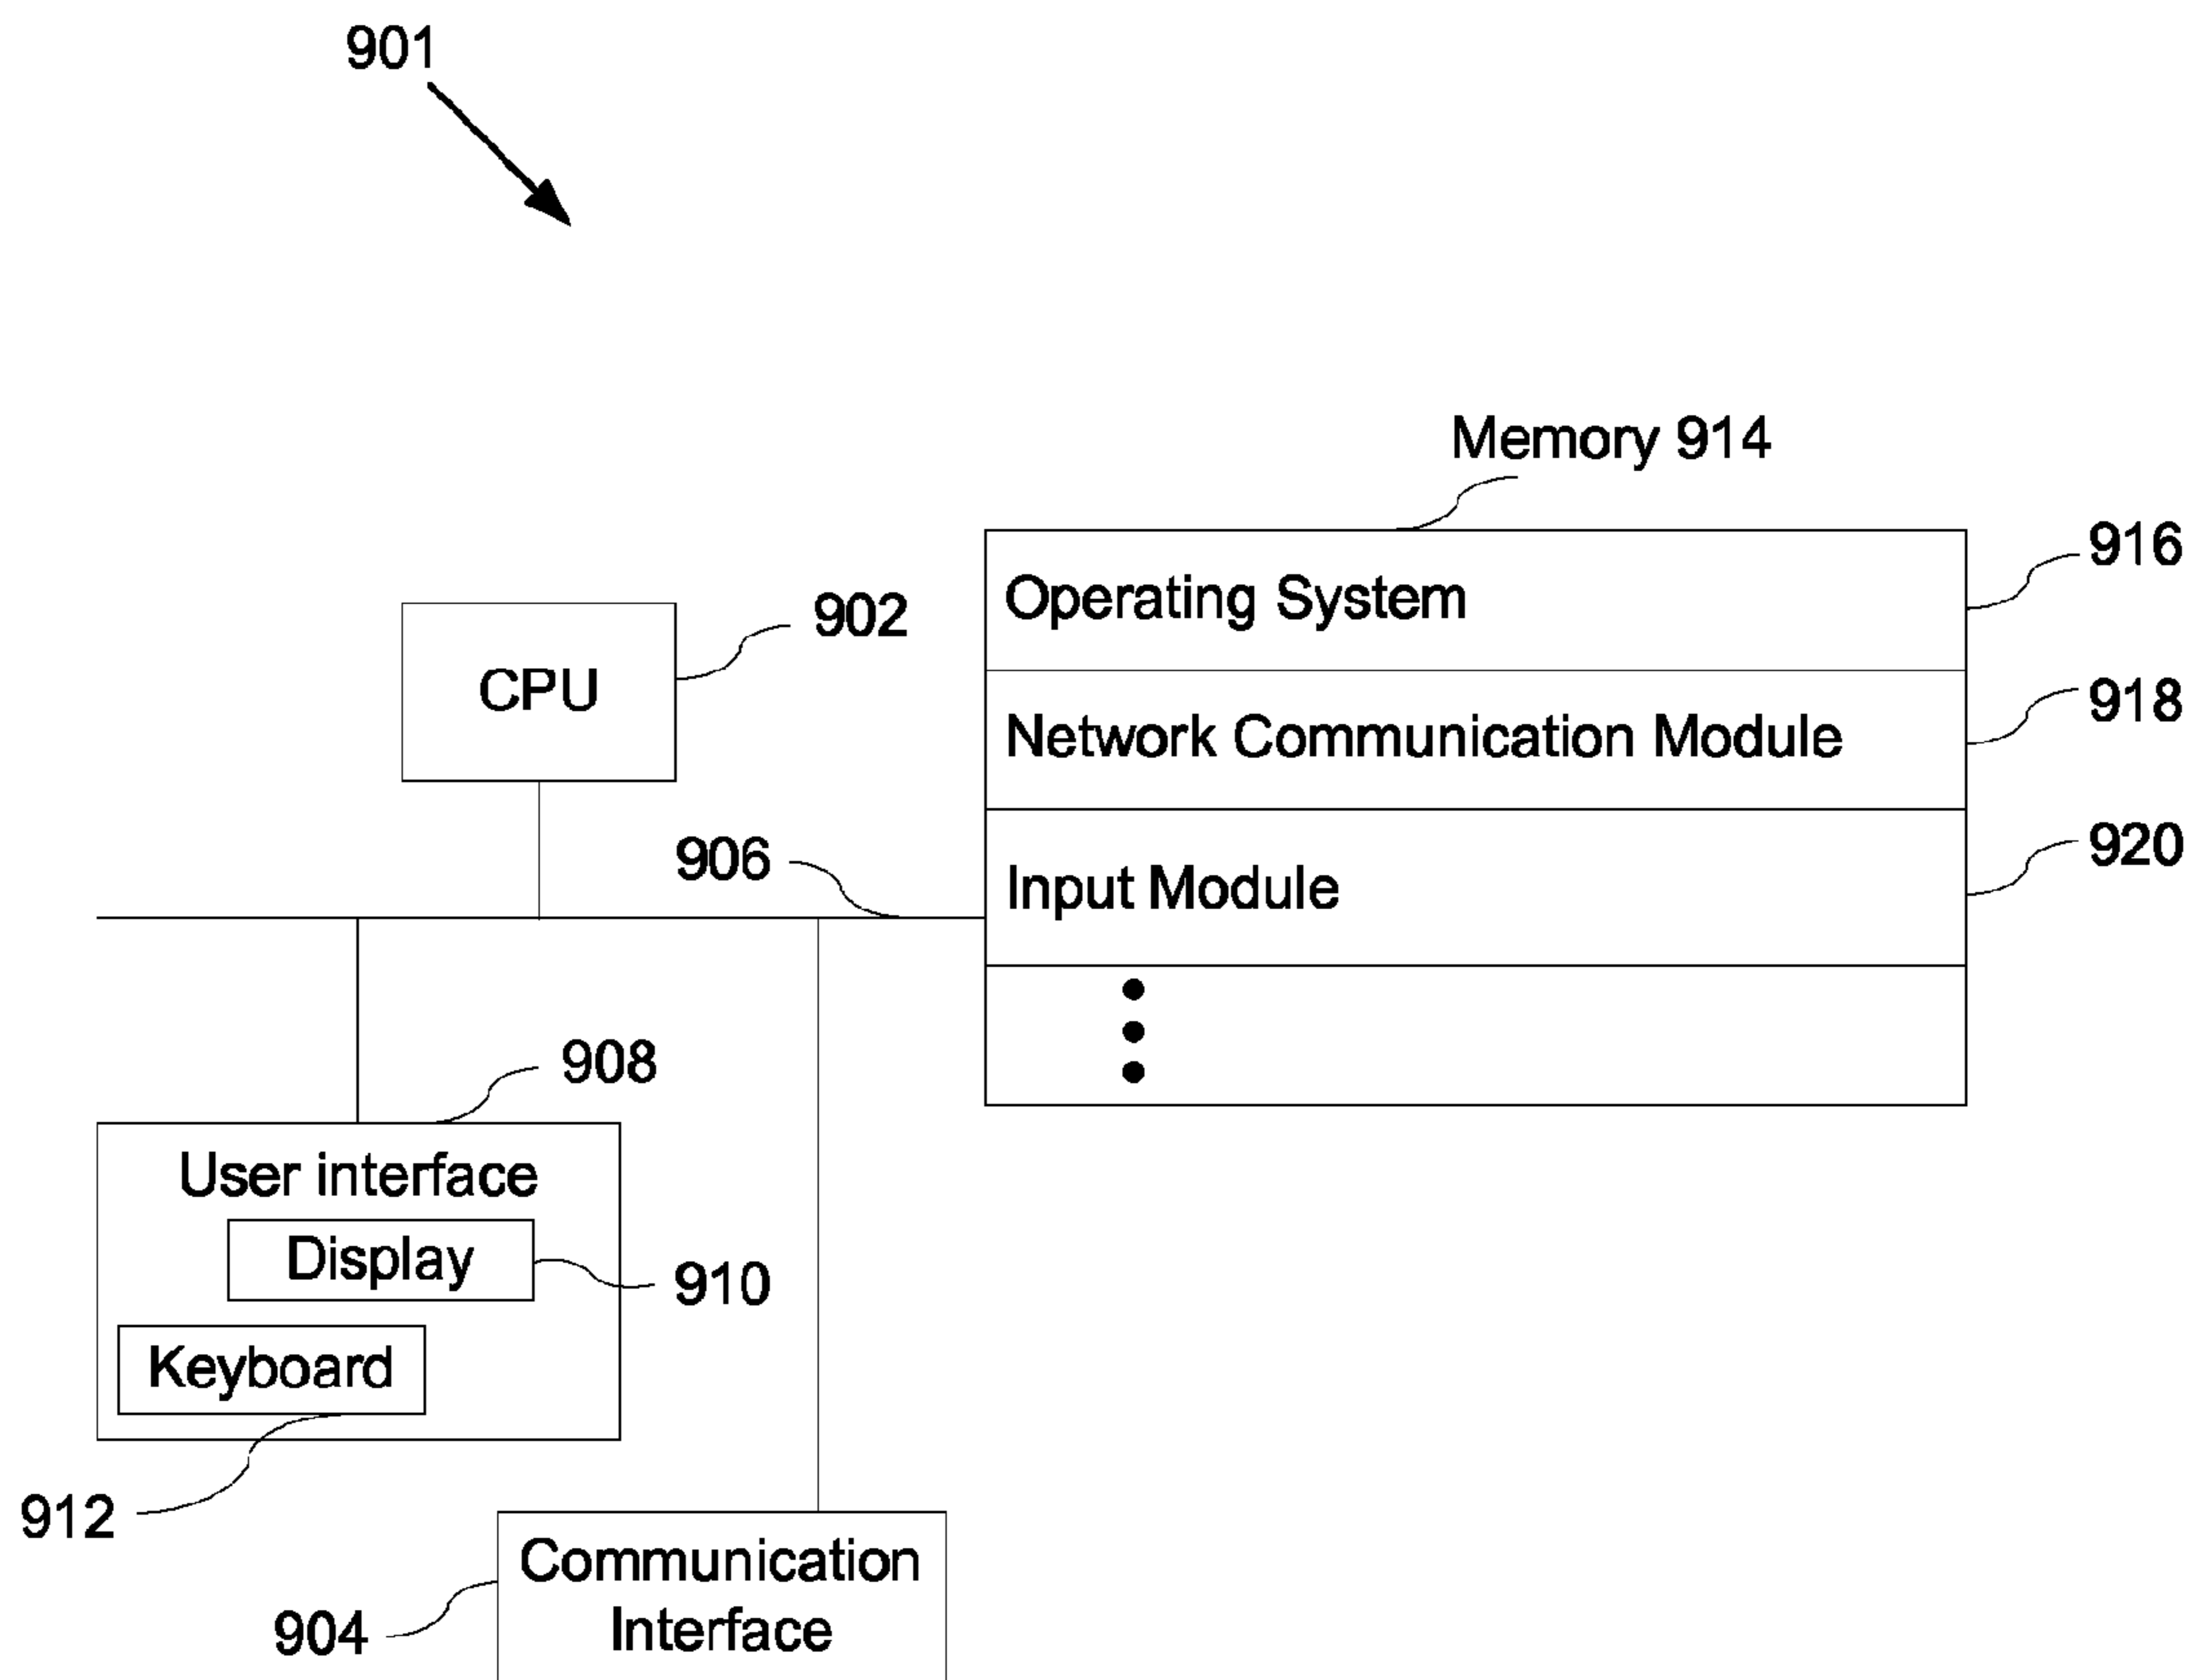 901
Memory 914
916
Operating System
902
CPU
918
Network Communication Module
906
920
Input Module
908
User interface
Display
910
Keyboard
912
Communication
Interface
904